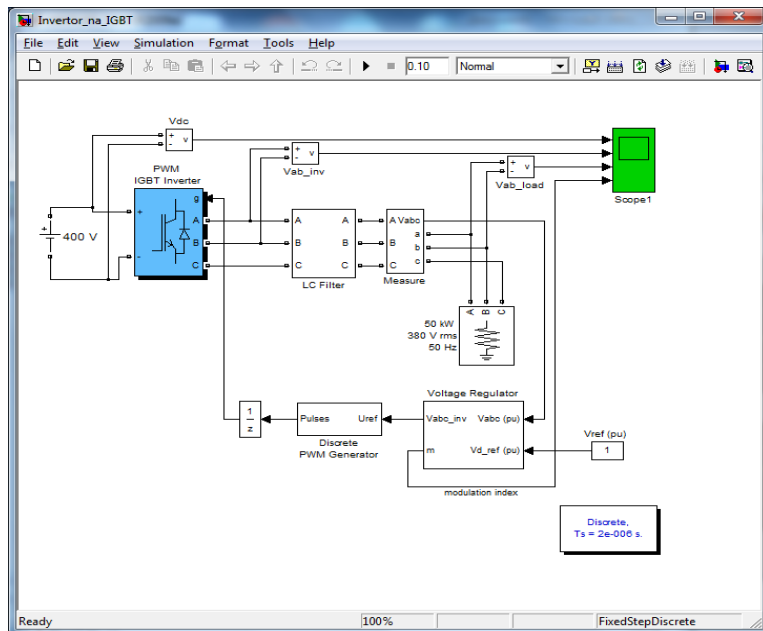 Invertor_na_IGBT
File Edit View Simulation Format Tools Help
0.10 Normal
Vdc
+
- v
+
- v
Vab_inv
+
- v
Vab_load
Scope1
PWM
IGBT Inverter
g
+ A
B
- C
+
400 V
A A
B B
C C
LC Filter
A Vabc
a
B b
C c
Measure
A B C
50 kW
380 V rms
50 Hz
Voltage Regulator
Vabc_inv Vabc (pu)
m Vd_ref (pu)
modulation index
Vref (pu)
1
1
z
Pulses Uref
Discrete
PWM Generator
Discrete,
Ts = 2e-006 s.
Ready 100% FixedStepDiscrete